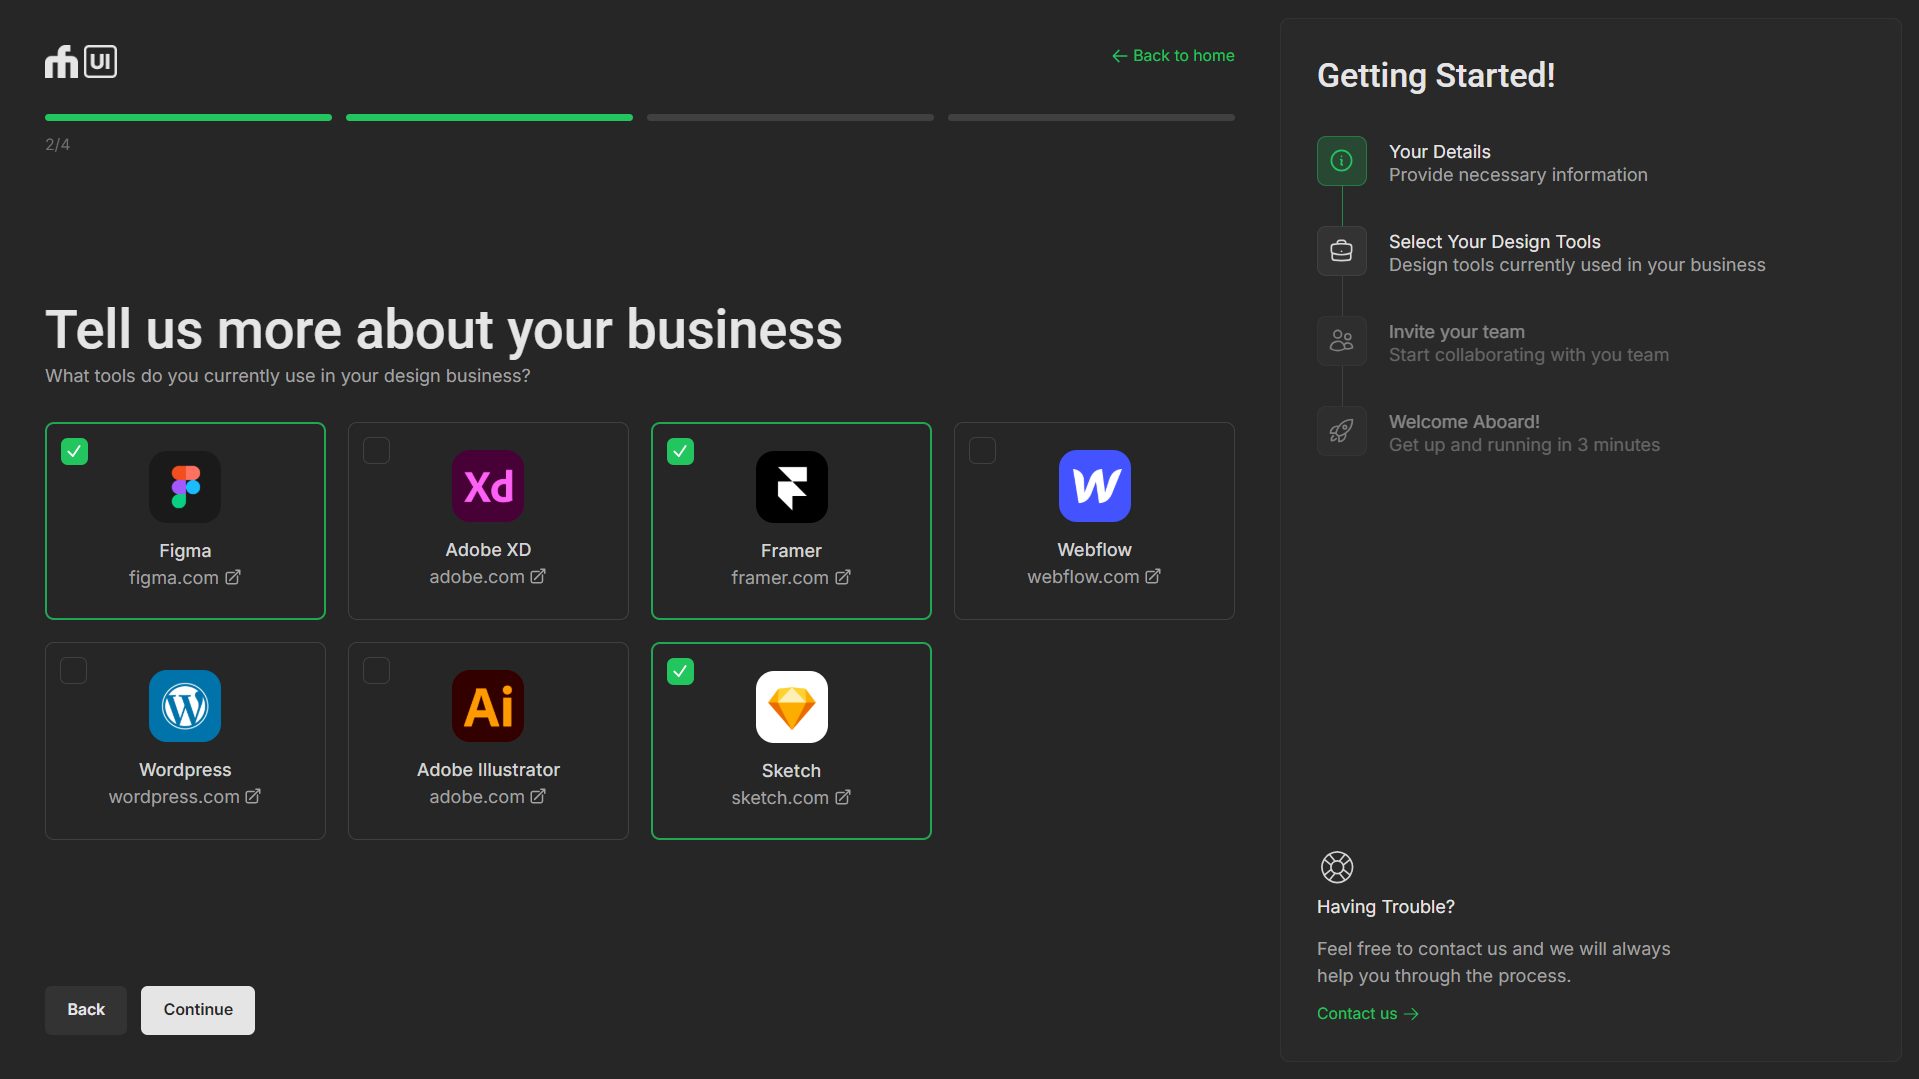 UI
Back to home
2/4
Tell us more about your business
What tools do you currently use in your design business?
Figma
figma.com
Xd
Adobe XD
adobe.com
Framer
framer.com
Webflow
webflow.com
Wordpress
wordpress.com
Ai
Adobe Illustrator
adobe.com
Sketch
sketch.com
Back
Continue
Getting Started!
Your Details
Provide necessary information
Select Your Design Tools
Design tools currently used in your business
Invite your team
Start collaborating with you team
Welcome Aboard!
Get up and running in 3 minutes
Having Trouble?
Feel free to contact us and we will always
help you through the process.
Contact us